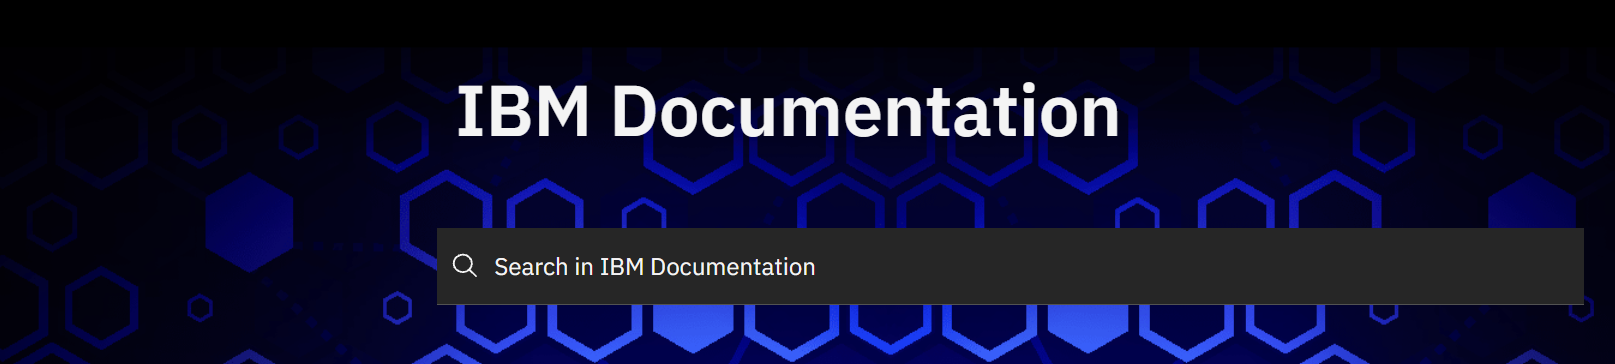 IBM Documentation
Search in IBM Documentation